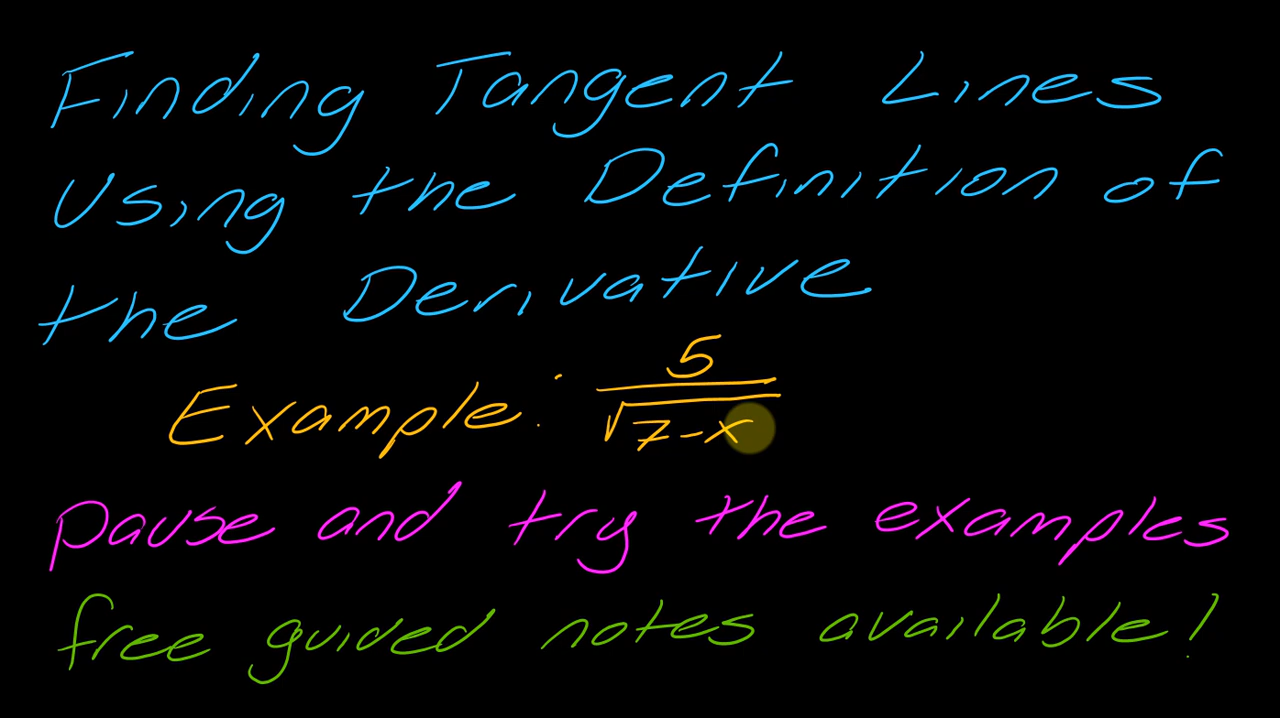 Finding Tangent Lines
Using the Definition of
the Derivative
Example: 5/√(7-x)
pause and try the examples
free guided notes available!